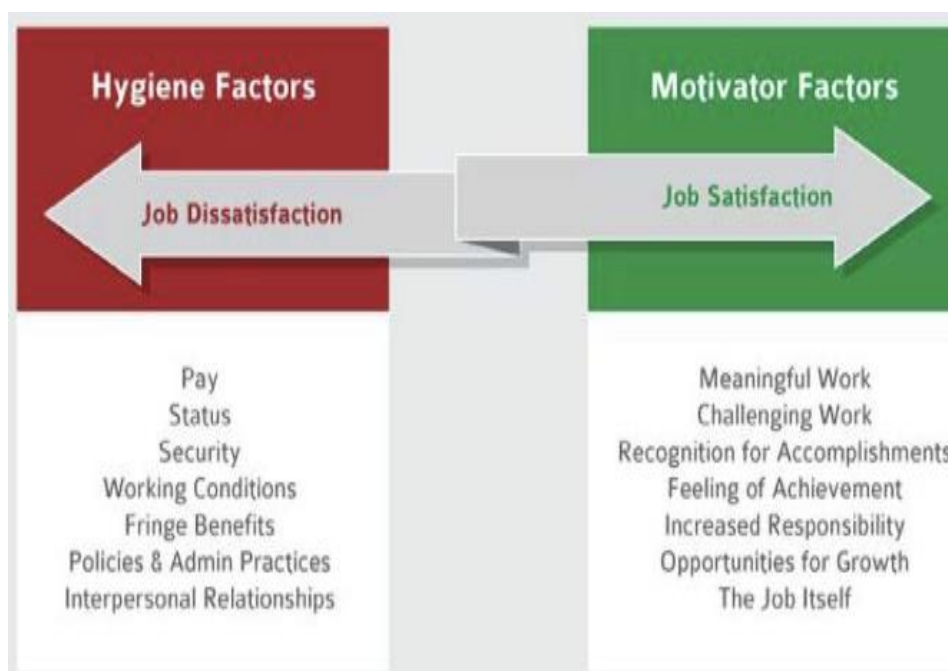 Hygiene Factors
Job Dissatisfaction
Pay
Status
Security
Working Conditions
Fringe Benefits
Policies & Admin Practices
Interpersonal Relationships
Motivator Factors
Job Satisfaction
Meaningful Work
Challenging Work
Recognition for Accomplishments
Feeling of Achievement
Increased Responsibility
Opportunities for Growth
The Job Itself